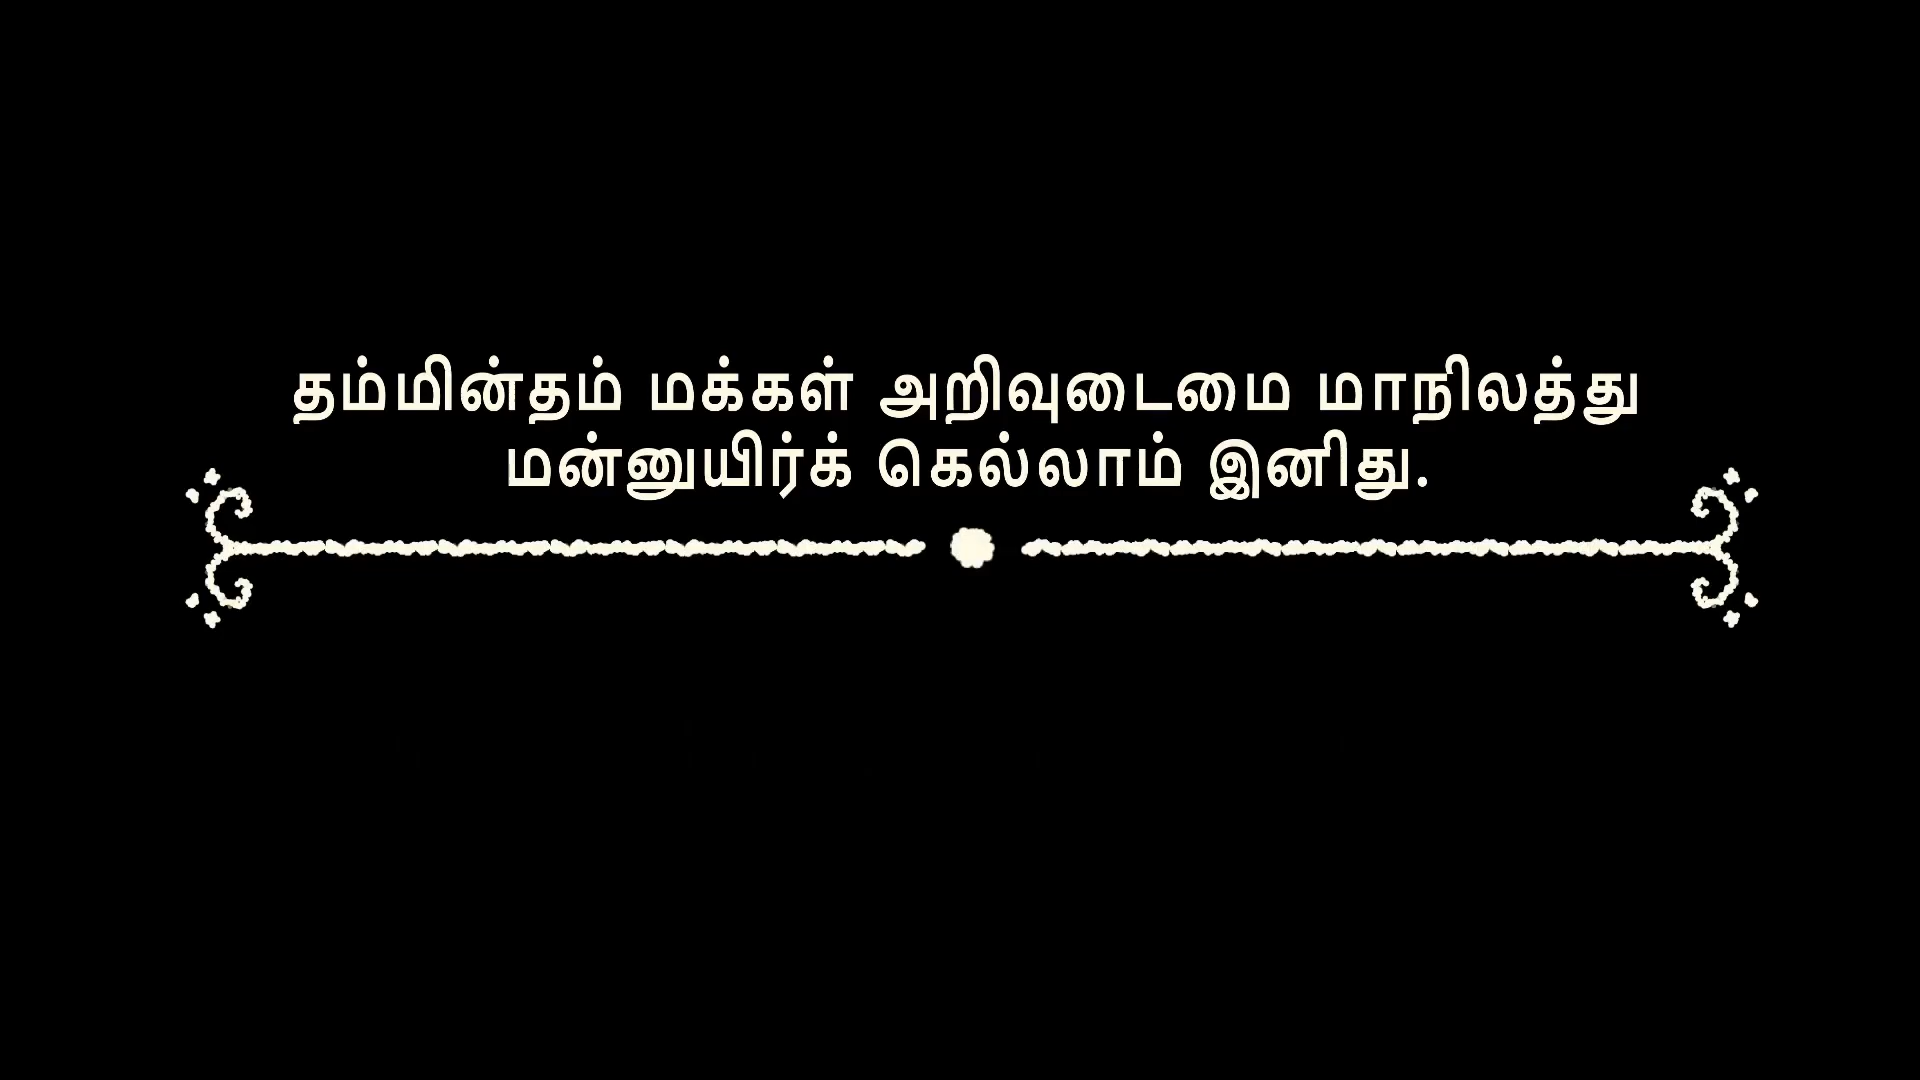 தம்மின்தம் மக்கள் அறிவுடைமை மாநிலத்து
மன்னுயிர்க் கெல்லாம் இனிது.